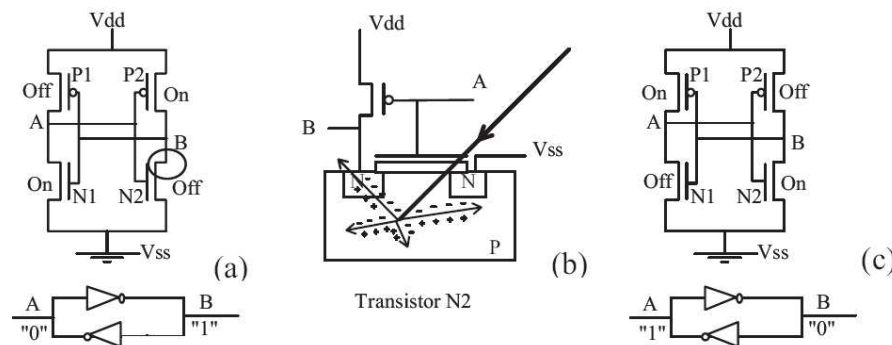 Vdd
P1 P2
Off On
A
B
On Off
N1 N2
Vss
(a)
A B
"0" "1"
Vdd
A
B
Vss
N N
P
(b)
Transistor N2
Vdd
P1 P2
On Off
A
B
Off On
N1 N2
Vss
(c)
A B
"1" "0"